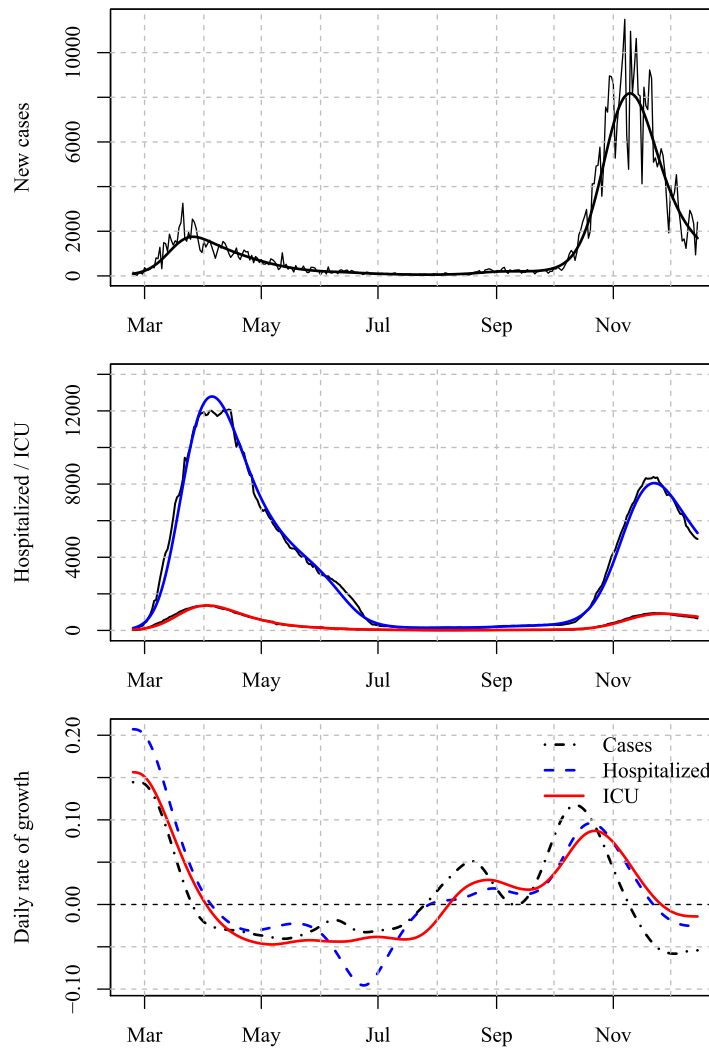 New cases
10000
6000
2000
0
Mar May Jul Sep Nov
Hospitalized / ICU
12000
8000
4000
0
Mar May Jul Sep Nov
Daily rate of growth
0.20
0.10
0.00
−0.10
Cases
Hospitalized
ICU
Mar May Jul Sep Nov